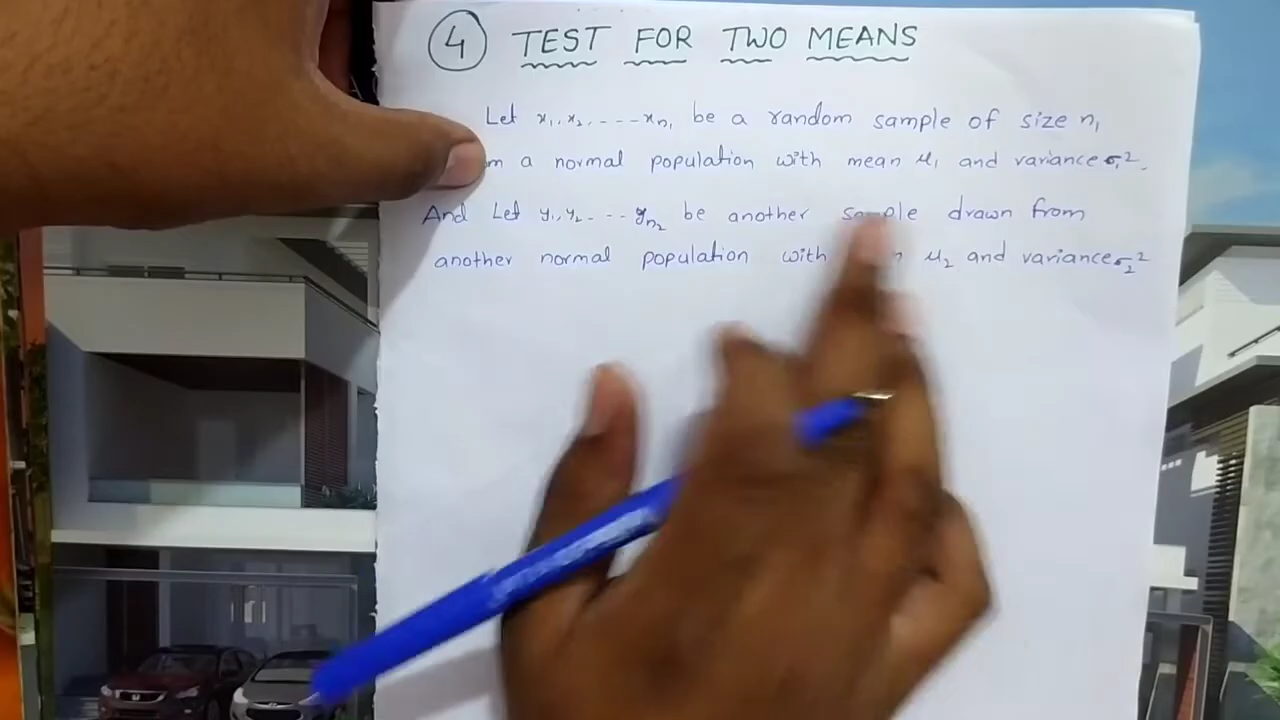 4 TEST FOR TWO MEANS
Let x₁, x₂, ---- xₙ₁ be a random sample of size n₁
m a normal population with mean μ₁ and variance σ₁².
And Let y₁, y₂ - - -- yₙ₂ be another sample drawn from
another normal population with n μ₂ and variance σ₂²